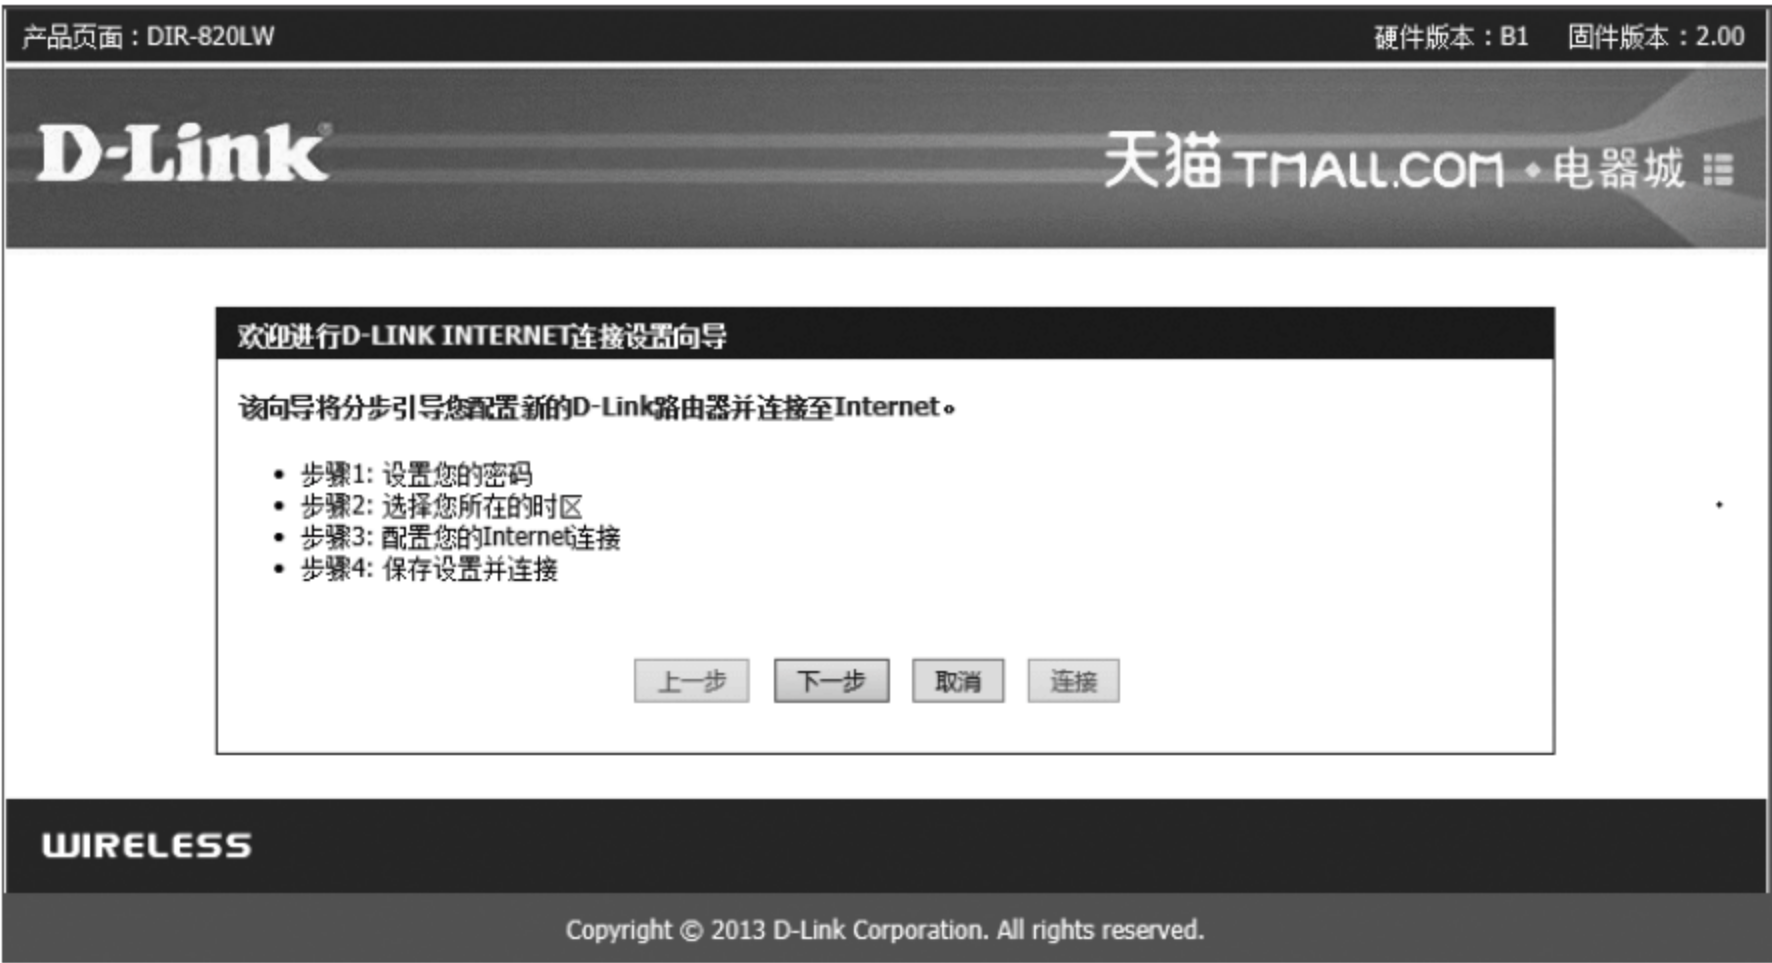 产品页面：DIR-820LW 硬件版本：B1 固件版本：2.00
D-Link® 天猫 TMALL.COM 电器城
欢迎进行D-LINK INTERNET连接设置向导
该向导将分步引导您配置新的D-Link路由器并连接至Internet。
• 步骤1: 设置您的密码
• 步骤2: 选择您所在的时区
• 步骤3: 配置您的Internet连接
• 步骤4: 保存设置并连接
上一步 下一步 取消 连接
WIRELESS
Copyright © 2013 D-Link Corporation. All rights reserved.